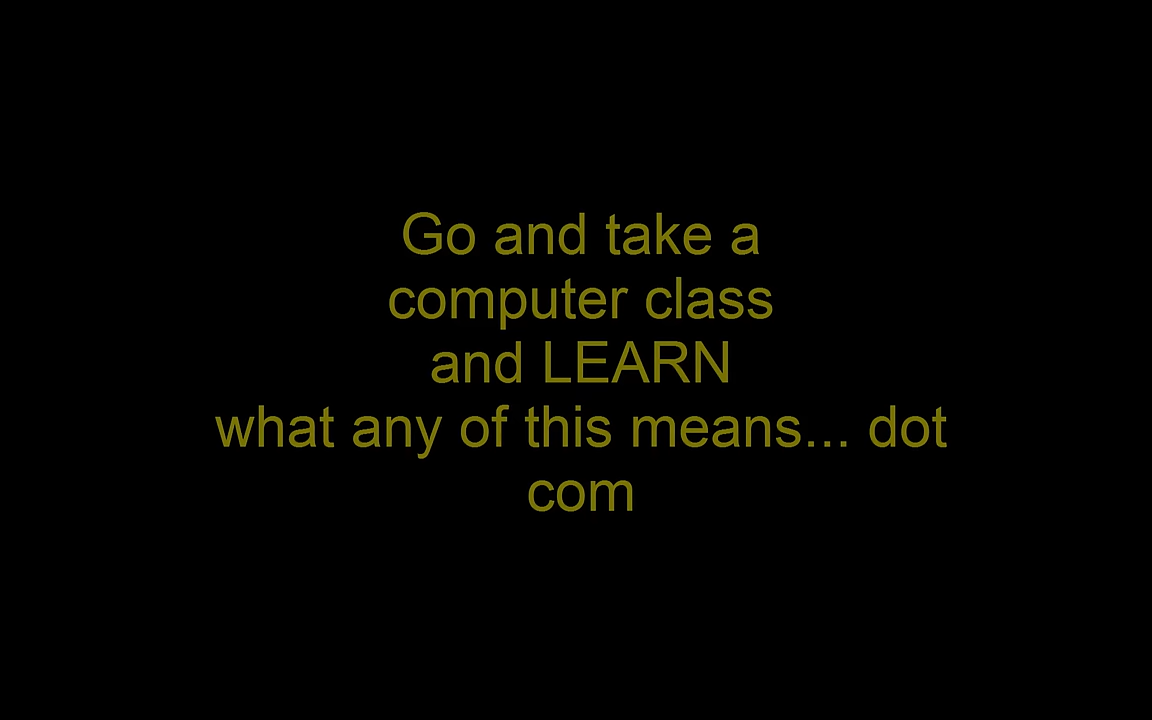 Go and take a
computer class
and LEARN
what any of this means... dot
com